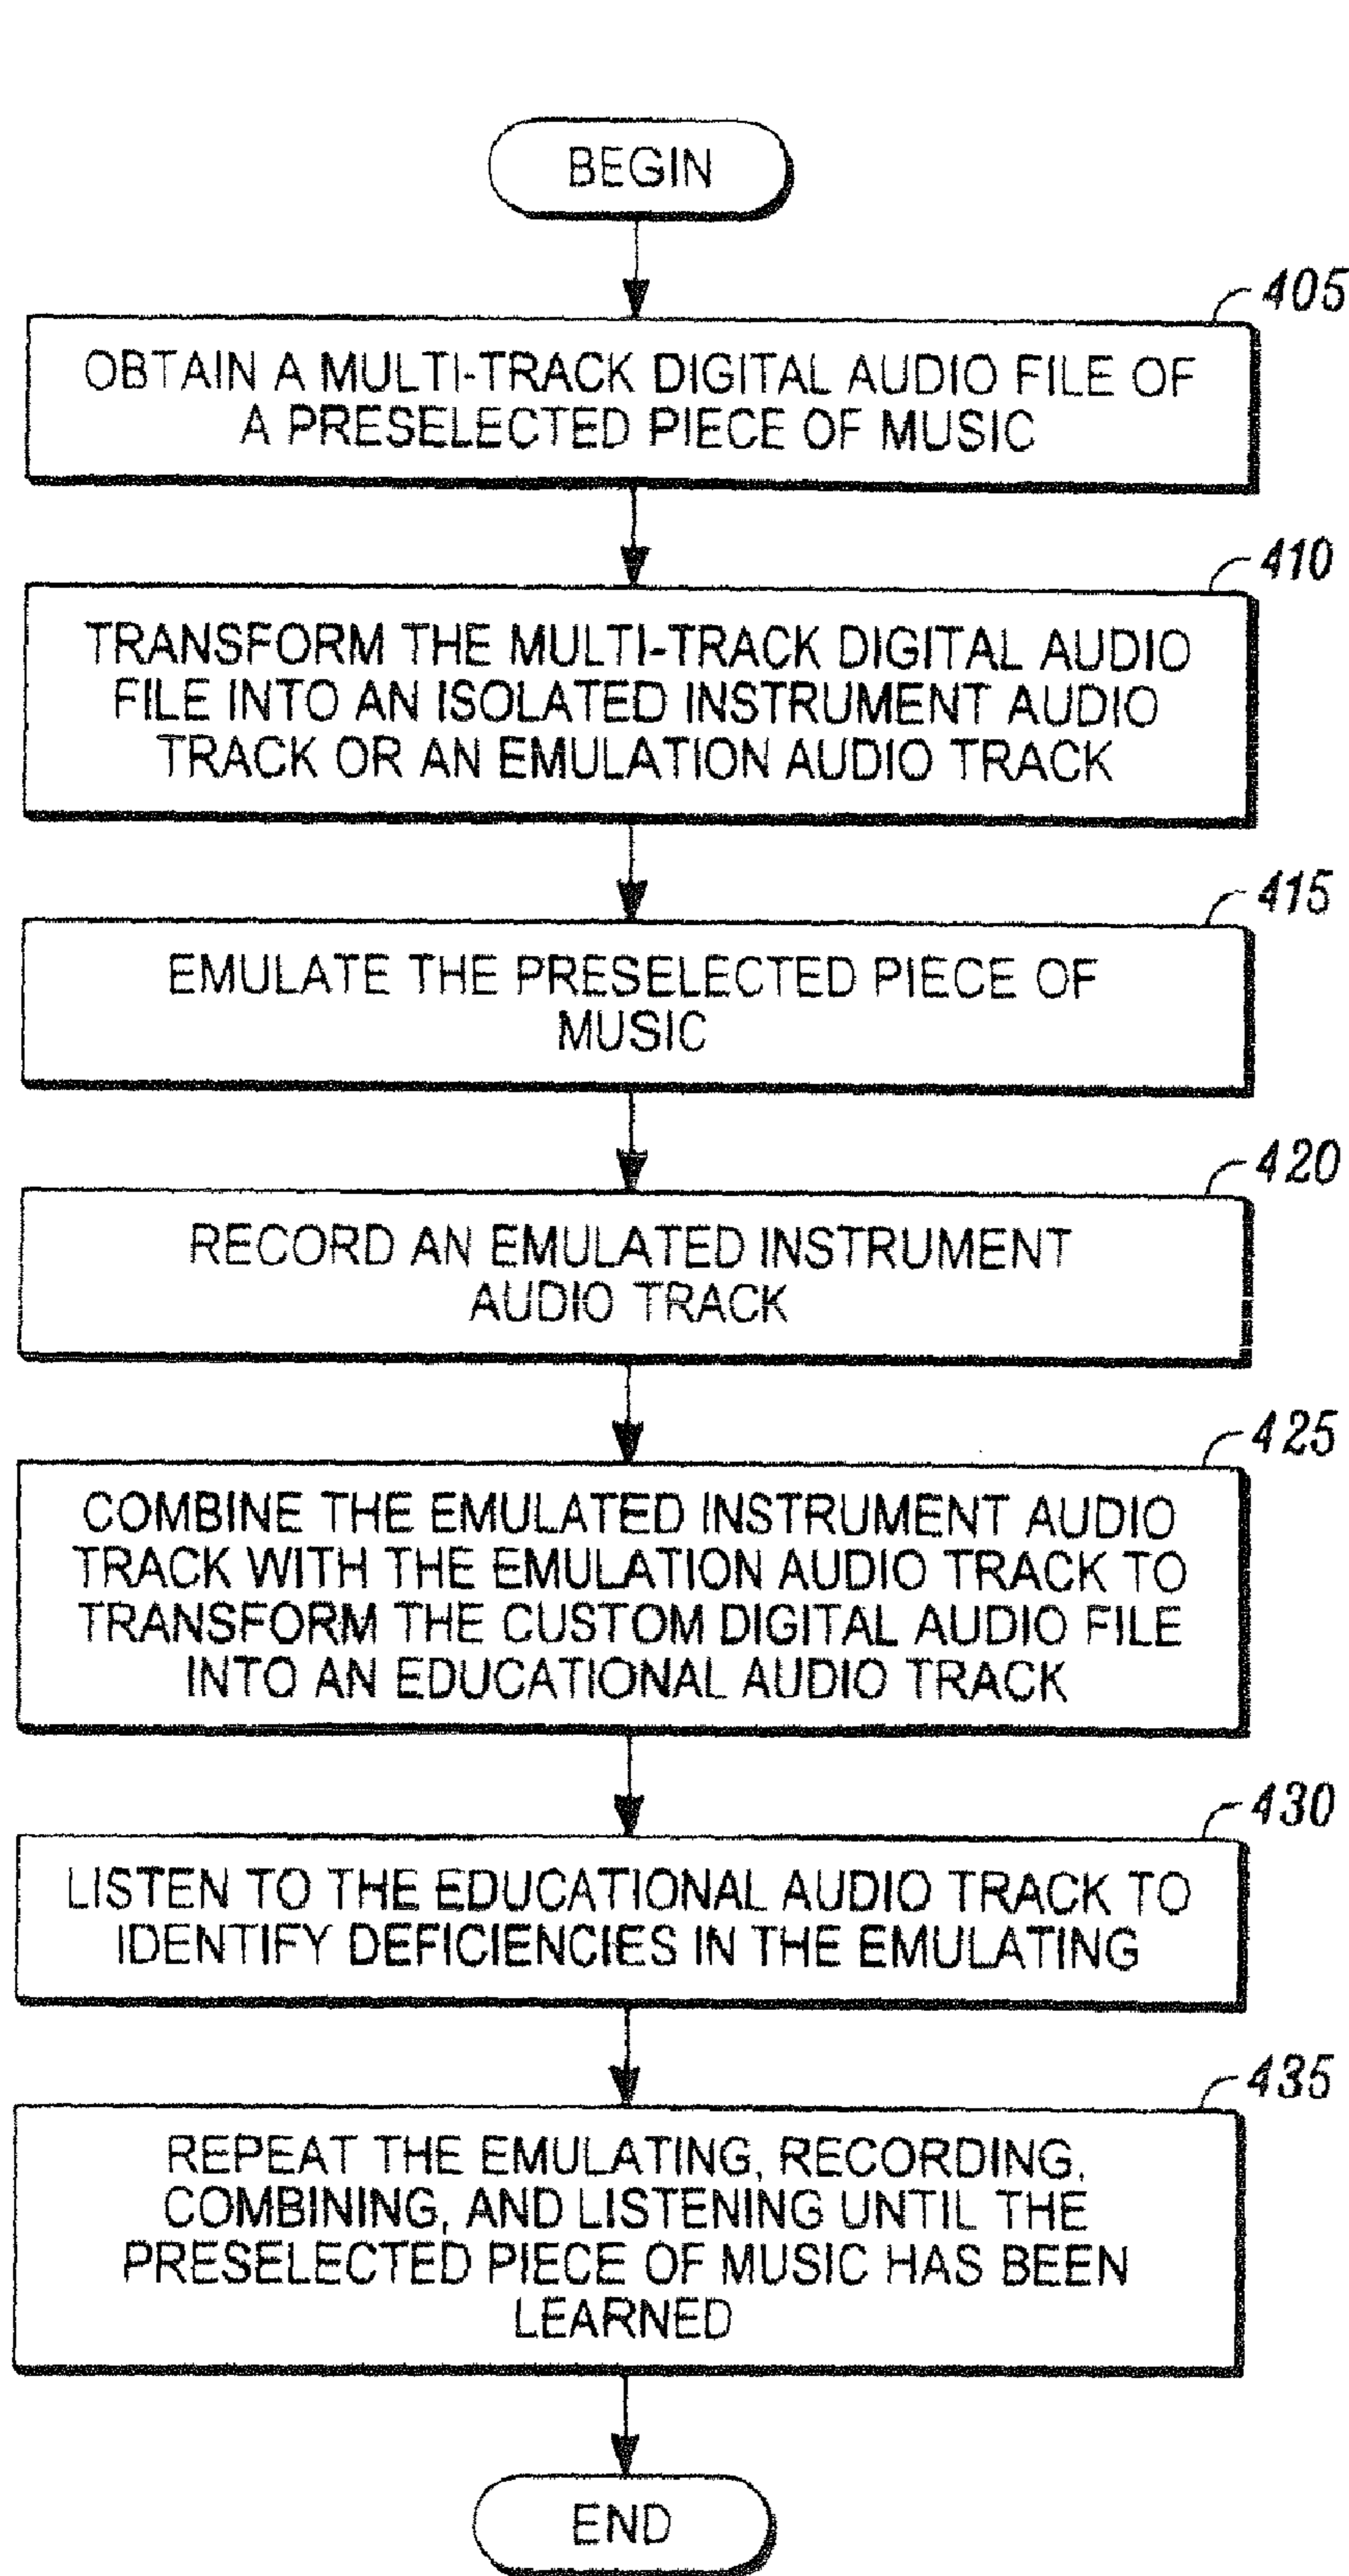 BEGIN
405
OBTAIN A MULTI-TRACK DIGITAL AUDIO FILE OF
A PRESELECTED PIECE OF MUSIC
410
TRANSFORM THE MULTI-TRACK DIGITAL AUDIO
FILE INTO AN ISOLATED INSTRUMENT AUDIO
TRACK OR AN EMULATION AUDIO TRACK
415
EMULATE THE PRESELECTED PIECE OF
MUSIC
420
RECORD AN EMULATED INSTRUMENT
AUDIO TRACK
425
COMBINE THE EMULATED INSTRUMENT AUDIO
TRACK WITH THE EMULATION AUDIO TRACK TO
TRANSFORM THE CUSTOM DIGITAL AUDIO FILE
INTO AN EDUCATIONAL AUDIO TRACK
430
LISTEN TO THE EDUCATIONAL AUDIO TRACK TO
IDENTIFY DEFICIENCIES IN THE EMULATING
435
REPEAT THE EMULATING, RECORDING,
COMBINING, AND LISTENING UNTIL THE
PRESELECTED PIECE OF MUSIC HAS BEEN
LEARNED
END